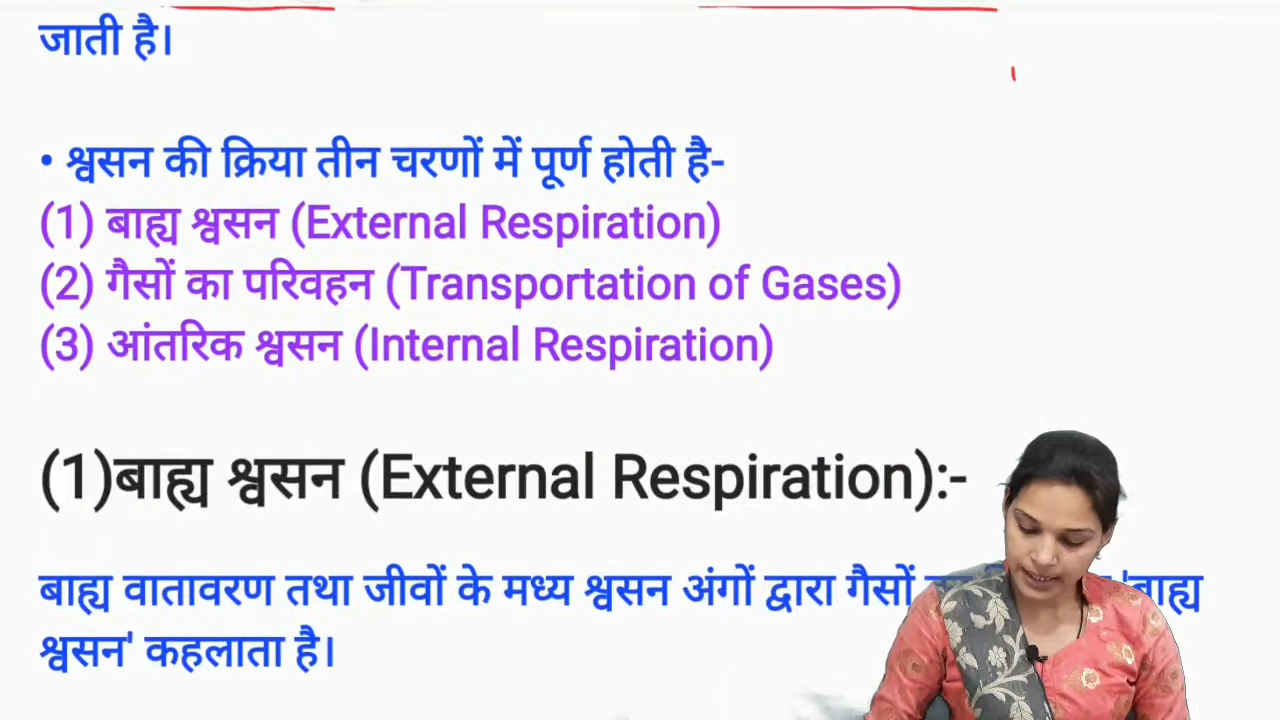 जाती है।
• श्वसन की क्रिया तीन चरणों में पूर्ण होती है-
(1) बाह्य श्वसन (External Respiration)
(2) गैसों का परिवहन (Transportation of Gases)
(3) आंतरिक श्वसन (Internal Respiration)
(1)बाह्य श्वसन (External Respiration):-
बाह्य वातावरण तथा जीवों के मध्य श्वसन अंगों द्वारा गैसों 'बाह्य
श्वसन' कहलाता है।